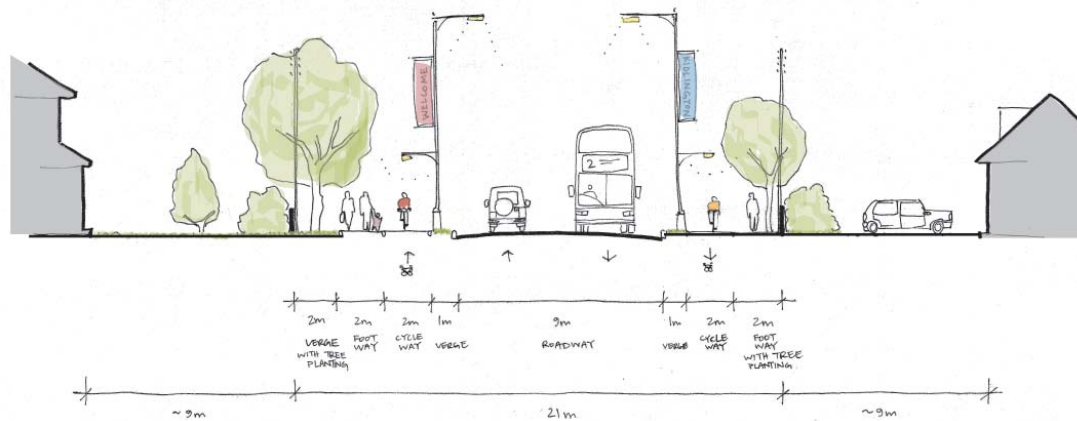 WELCOME
KIDLINGTON
2
2m
VERGE
WITH TREE
PLANTING
2m
FOOT
WAY
2m
CYCLE
WAY
1m
VERGE
9m
ROADWAY
1m
VERGE
2m
CYCLE
WAY
2m
FOOT
WAY
WITH TREE
PLANTING.
~9m
21m
~9m